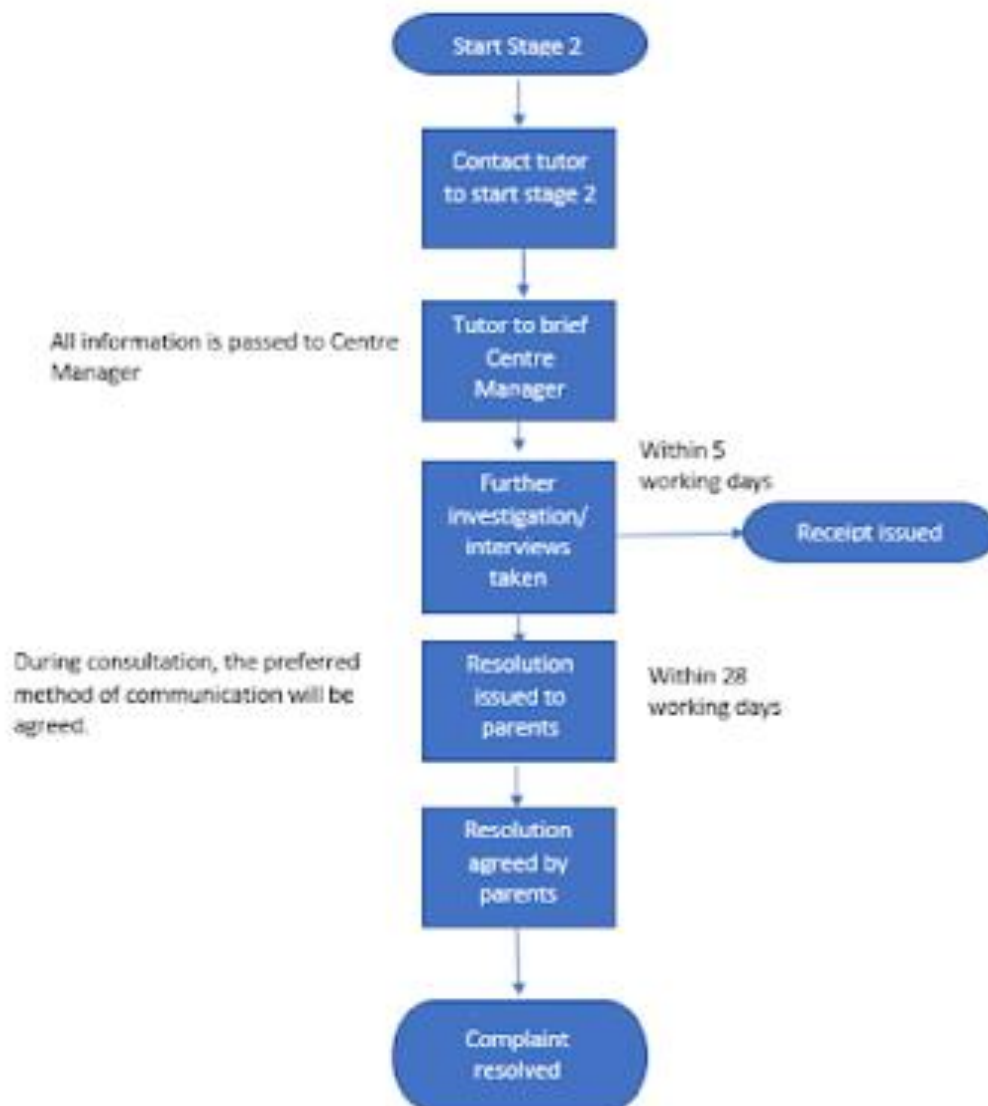 Start Stage 2
Contact tutor
to start stage 2
Tutor to brief
Centre
Manager
All information is passed to Centre
Manager
Within 5
working days
Further
investigation/
interviews
taken
Receipt issued
During consultation, the preferred
method of communication will be
agreed.
Resolution
issued to
parents
Within 28
working days
Resolution
agreed by
parents
Complaint
resolved